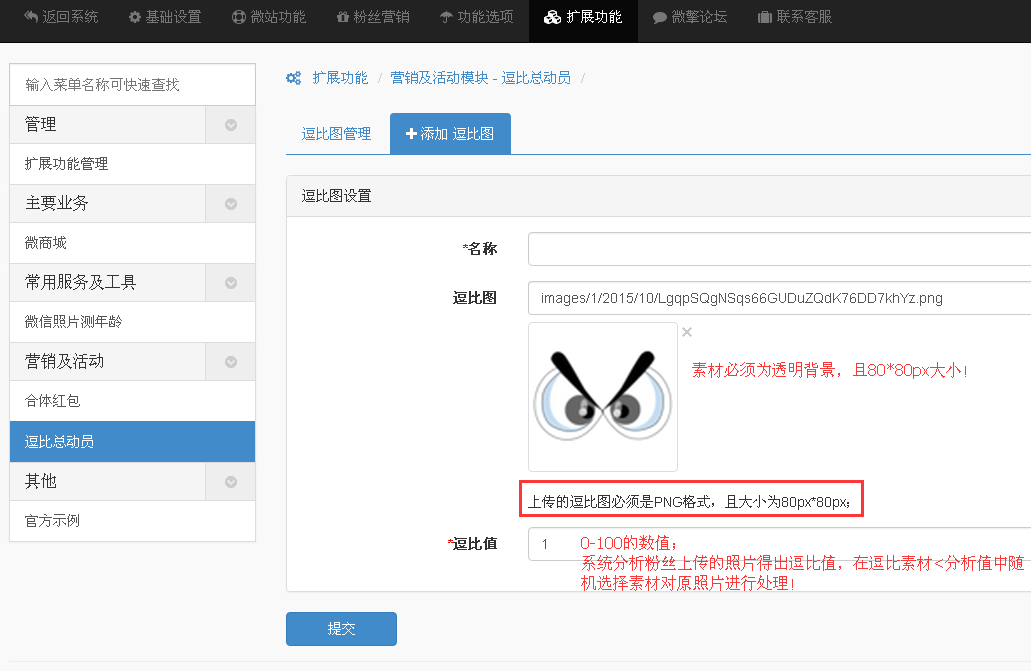 返回系统 基础设置 微站功能 粉丝营销 功能选项 扩展功能 微擎论坛 联系客服
输入菜单名称可快速查找
管理
扩展功能管理
主要业务
微商城
常用服务及工具
微信照片测年龄
营销及活动
合体红包
逗比总动员
其他
官方示例
扩展功能 / 营销及活动模块 - 逗比总动员 /
逗比图管理 添加 逗比图
逗比图设置
*名称
逗比图 images/1/2015/10/LgqpSQgNSqs66GUDuZQdK76DD7khYz.png
×
素材必须为透明背景，且80*80px大小！
上传的逗比图必须是PNG格式，且大小为80px*80px；
*逗比值 1 0-100的数值；
系统分析粉丝上传的照片得出逗比值，在逗比素材<分析值中随
机选择素材对原照片进行处理！
提交